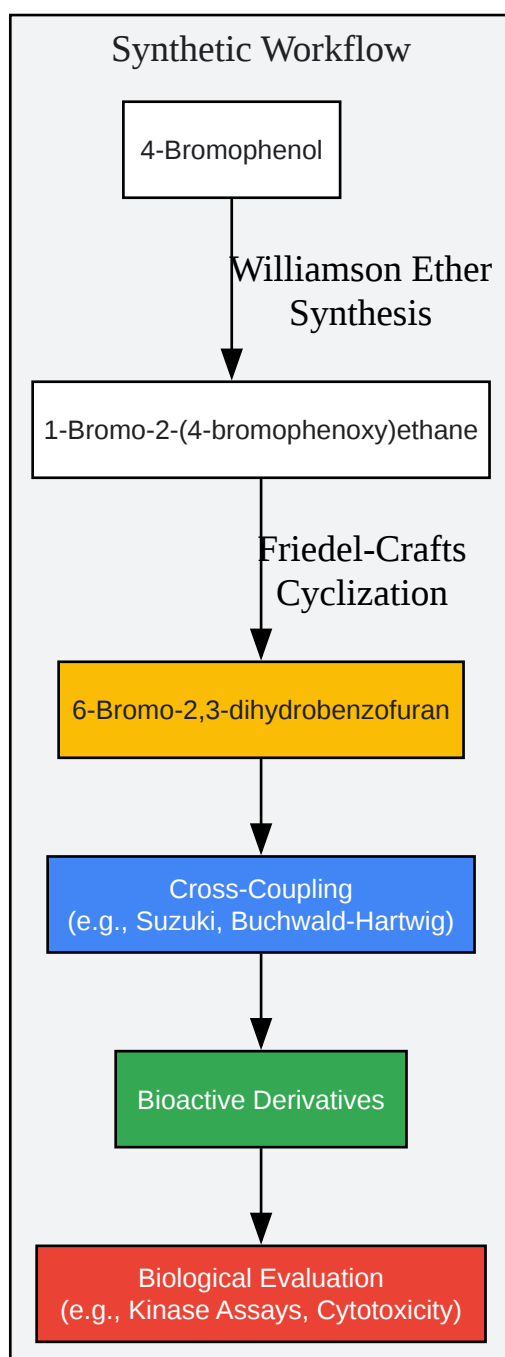 Synthetic Workflow
4-Bromophenol
Williamson Ether
Synthesis
1-Bromo-2-(4-bromophenoxy)ethane
Friedel-Crafts
Cyclization
6-Bromo-2,3-dihydrobenzofuran
Cross-Coupling
(e.g., Suzuki, Buchwald-Hartwig)
Bioactive Derivatives
Biological Evaluation
(e.g., Kinase Assays, Cytotoxicity)